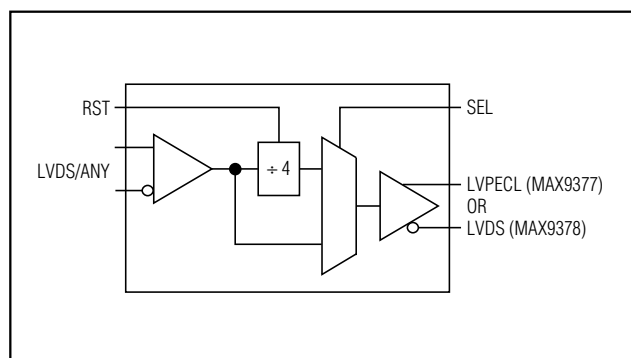 RST
SEL
LVDS/ANY
÷ 4
LVPECL (MAX9377)
OR
LVDS (MAX9378)